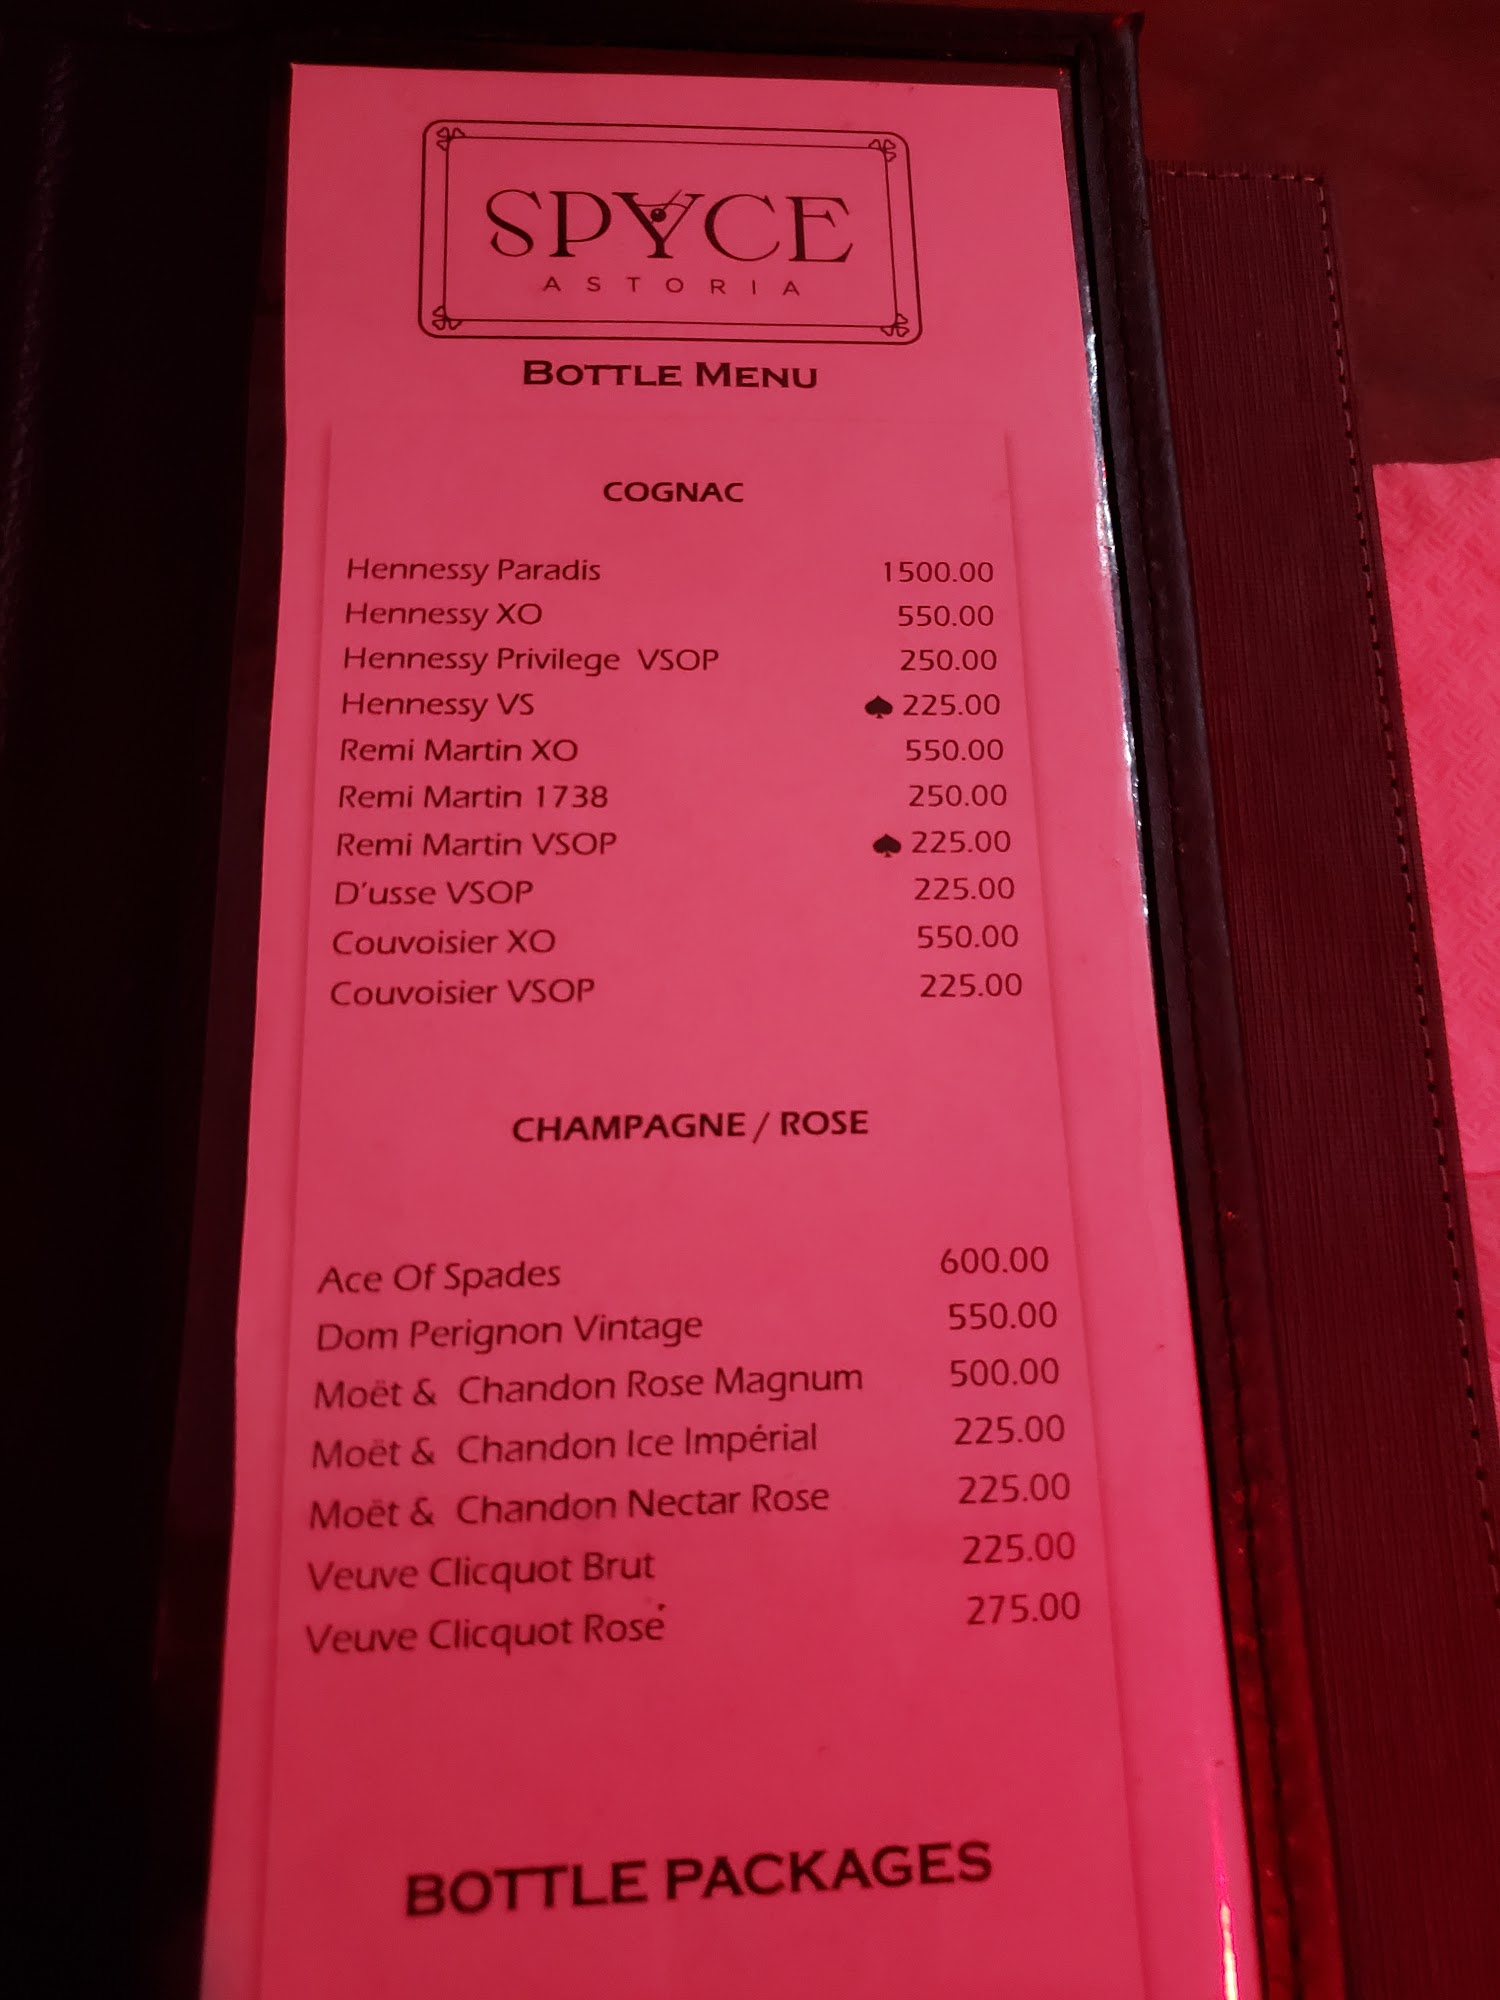 SPYCE
ASTORIA
BOTTLE MENU
COGNAC
Hennessy Paradis 1500.00
Hennessy XO 550.00
Hennessy Privilege VSOP 250.00
Hennessy VS ♠ 225.00
Remi Martin XO 550.00
Remi Martin 1738 250.00
Remi Martin VSOP ♠ 225.00
D'usse VSOP 225.00
Couvoisier XO 550.00
Couvoisier VSOP 225.00
CHAMPAGNE / ROSE
Ace Of Spades 600.00
Dom Perignon Vintage 550.00
Moët & Chandon Rose Magnum 500.00
Moët & Chandon Ice Impérial 225.00
Moët & Chandon Nectar Rose 225.00
Veuve Clicquot Brut 225.00
Veuve Clicquot Rosé 275.00
BOTTLE PACKAGES